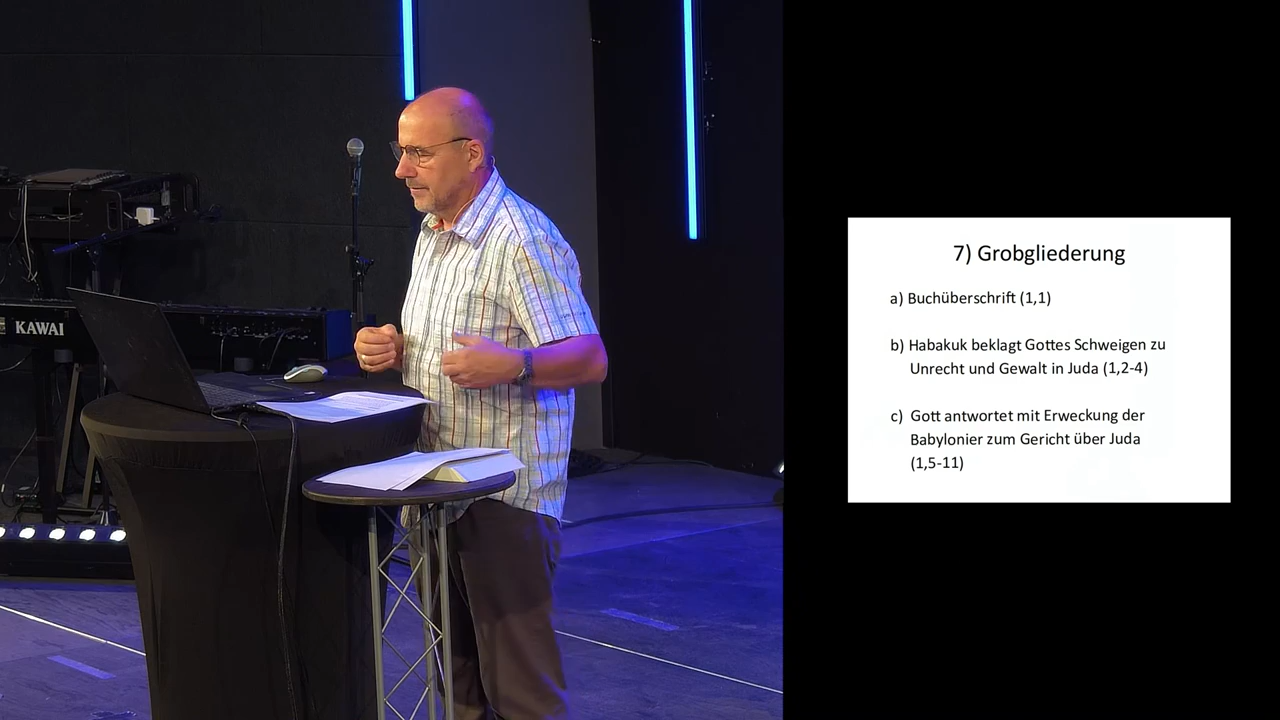 KAWAI
7) Grobgliederung
a) Buchüberschrift (1,1)
b) Habakuk beklagt Gottes Schweigen zu
Unrecht und Gewalt in Juda (1,2-4)
c) Gott antwortet mit Erweckung der
Babylonier zum Gericht über Juda
(1,5-11)